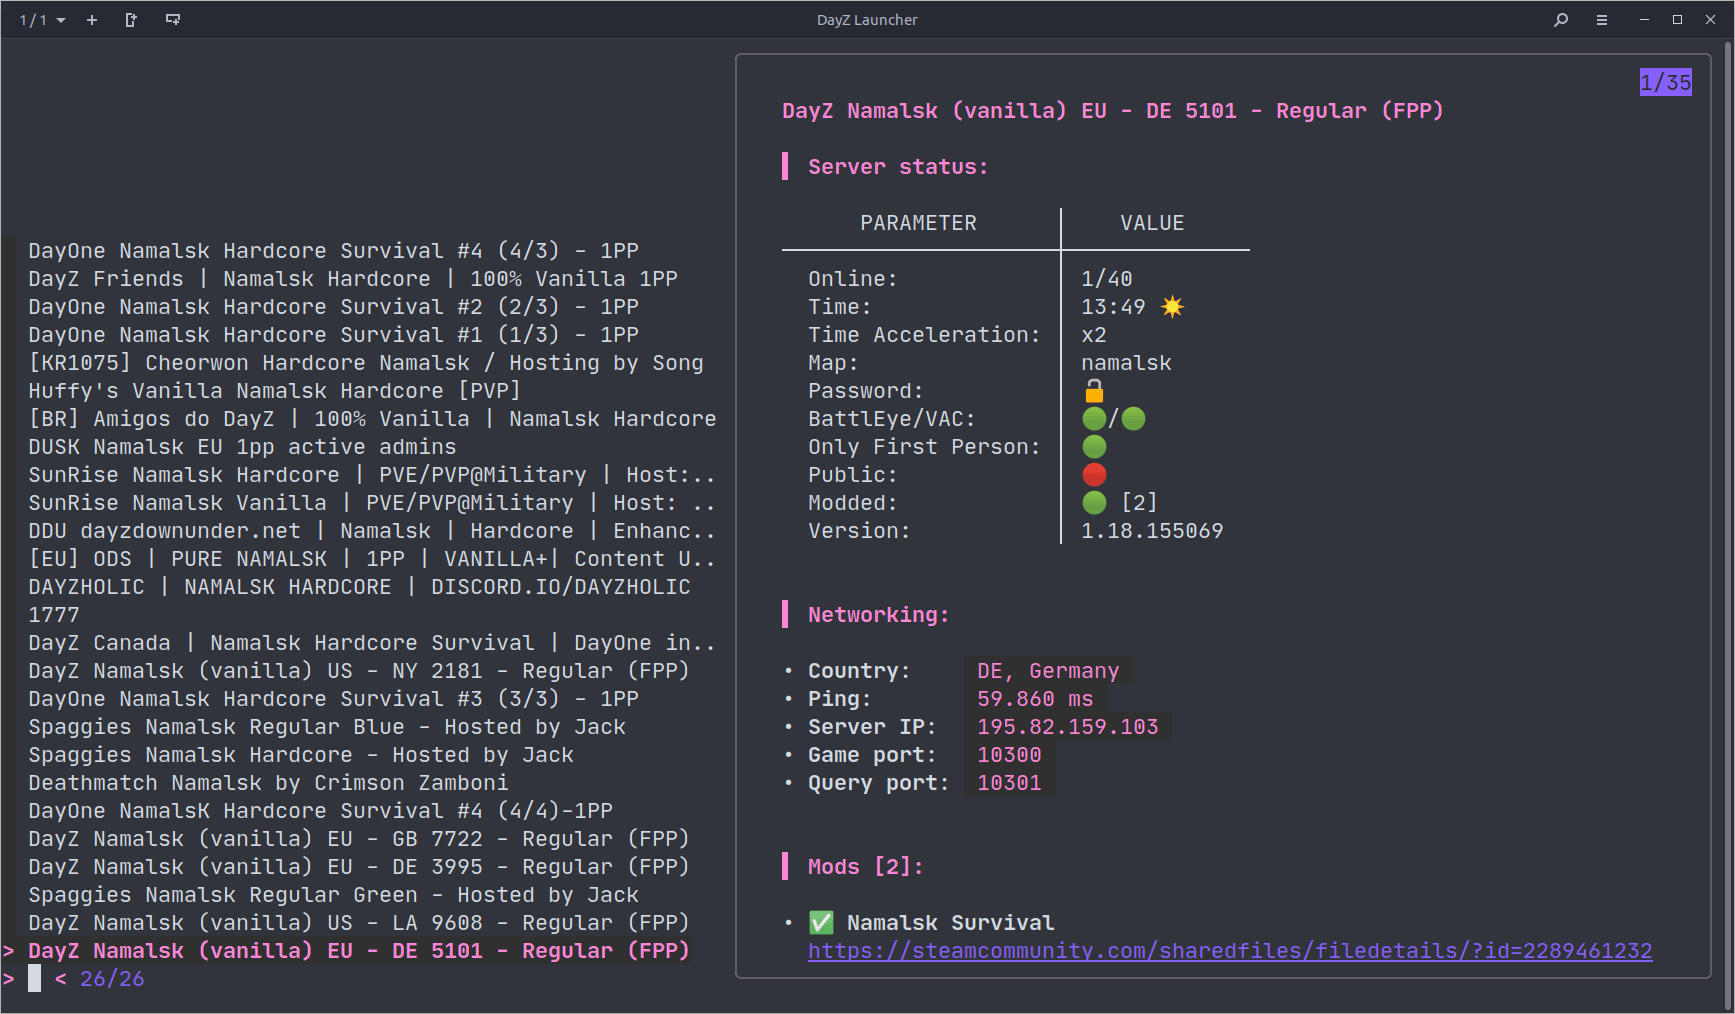 1/1
DayZ Launcher
DayOne Namalsk Hardcore Survival #4 (4/3) - 1PP
DayZ Friends | Namalsk Hardcore | 100% Vanilla 1PP
DayOne Namalsk Hardcore Survival #2 (2/3) - 1PP
DayOne Namalsk Hardcore Survival #1 (1/3) - 1PP
[KR1075] Cheorwon Hardcore Namalsk / Hosting by Song
Huffy's Vanilla Namalsk Hardcore [PVP]
[BR] Amigos do DayZ | 100% Vanilla | Namalsk Hardcore
DUSK Namalsk EU 1pp active admins
SunRise Namalsk Hardcore | PVE/PVP@Military | Host:..
SunRise Namalsk Vanilla | PVE/PVP@Military | Host: ..
DDU dayzdownunder.net | Namalsk | Hardcore | Enhanc..
[EU] ODS | PURE NAMALSK | 1PP | VANILLA+| Content U..
DAYZHOLIC | NAMALSK HARDCORE | DISCORD.IO/DAYZHOLIC
1777
DayZ Canada | Namalsk Hardcore Survival | DayOne in..
DayZ Namalsk (vanilla) US - NY 2181 - Regular (FPP)
DayOne Namalsk Hardcore Survival #3 (3/3) - 1PP
Spaggies Namalsk Regular Blue - Hosted by Jack
Spaggies Namalsk Hardcore - Hosted by Jack
Deathmatch Namalsk by Crimson Zamboni
DayOne NamalsK Hardcore Survival #4 (4/4)-1PP
DayZ Namalsk (vanilla) EU - GB 7722 - Regular (FPP)
DayZ Namalsk (vanilla) EU - DE 3995 - Regular (FPP)
Spaggies Namalsk Regular Green - Hosted by Jack
DayZ Namalsk (vanilla) US - LA 9608 - Regular (FPP)
> DayZ Namalsk (vanilla) EU - DE 5101 - Regular (FPP)
> < 26/26
1/35
DayZ Namalsk (vanilla) EU - DE 5101 - Regular (FPP)
Server status:
PARAMETER VALUE
Online: 1/40
Time: 13:49
Time Acceleration: x2
Map: namalsk
Password:
BattlEye/VAC: /
Only First Person:
Public:
Modded: [2]
Version: 1.18.155069
Networking:
• Country: DE, Germany
• Ping: 59.860 ms
• Server IP: 195.82.159.103
• Game port: 10300
• Query port: 10301
Mods [2]:
• ✅ Namalsk Survival
https://steamcommunity.com/sharedfiles/filedetails/?id=2289461232